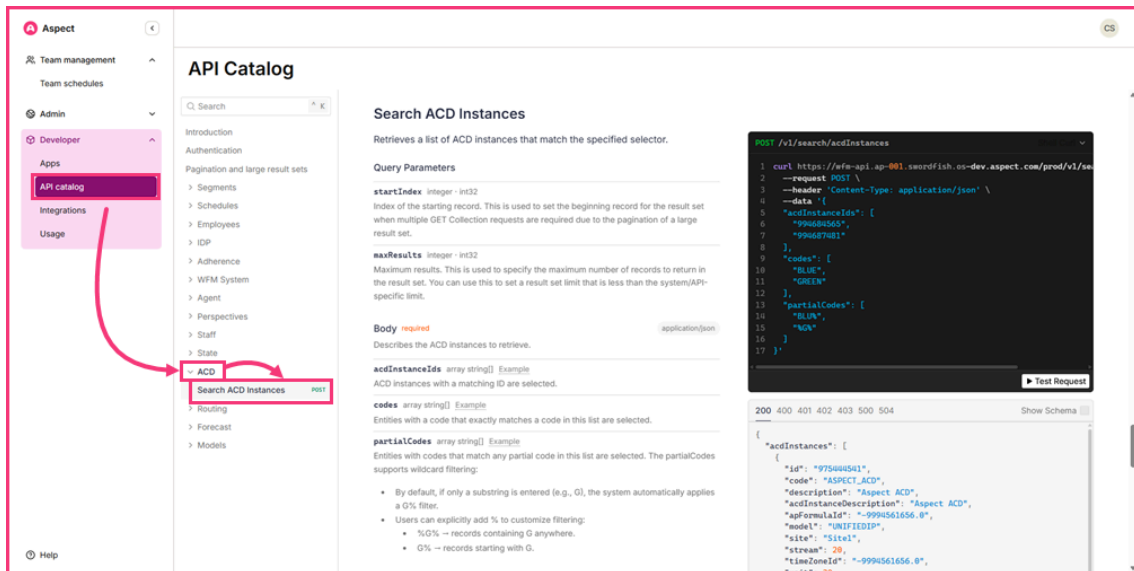 Aspect
CS
Team management
Team schedules
Admin
Developer
Apps
API catalog
Integrations
Usage
Help
API Catalog
Search
^ K
Introduction
Authentication
Pagination and large result sets
Segments
Schedules
Employees
IDP
Adherence
WFM System
Agent
Perspectives
Staff
State
ACD
Search ACD Instances POST
Routing
Forecast
Models
Search ACD Instances
Retrieves a list of ACD instances that match the specified selector.
Query Parameters
startIndex integer · int32
Index of the starting record. This is used to set the beginning record for the result set
when multiple GET Collection requests are required due to the pagination of a large
result set.
maxResults integer · int32
Maximum results. This is used to specify the maximum number of records to return in
the result set. You can use this to set a result set limit that is less than the system/API-
specific limit.
Body required application/json
Describes the ACD instances to retrieve.
acdInstanceIds array string[] Example
ACD instances with a matching ID are selected.
codes array string[] Example
Entities with a code that exactly matches a code in this list are selected.
partialCodes array string[] Example
Entities with codes that match any partial code in this list are selected. The partialCodes
supports wildcard filtering:
• By default, if only a substring is entered (e.g., G), the system automatically applies
a G% filter.
• Users can explicitly add % to customize filtering:
• %G% → records containing G anywhere.
• G% → records starting with G.
POST /v1/search/acdInstances
1 curl https://wfm-api.ap-001.swordfish.os-dev.aspect.com/prod/v1/sea
2 --request POST \
3 --header 'Content-Type: application/json' \
4 --data '{
5 "acdInstanceIds": [
6 "994684565",
7 "994687481"
8 ],
9 "codes": [
10 "BLUE",
11 "GREEN"
12 ],
13 "partialCodes": [
14 "BLU%",
15 "%G%"
16 ]
17 }'
Test Request
200 400 401 402 403 500 504 Show Schema
{
"acdInstances": [
{
"id": "975444541",
"code": "ASPECT_ACD",
"description": "Aspect ACD",
"acdInstanceDescription": "Aspect ACD",
"apFormulaId": "-9994561656.0",
"model": "UNIFIEDIP",
"site": "Site1",
"stream": 20,
"timeZoneId": "-9994561656.0",